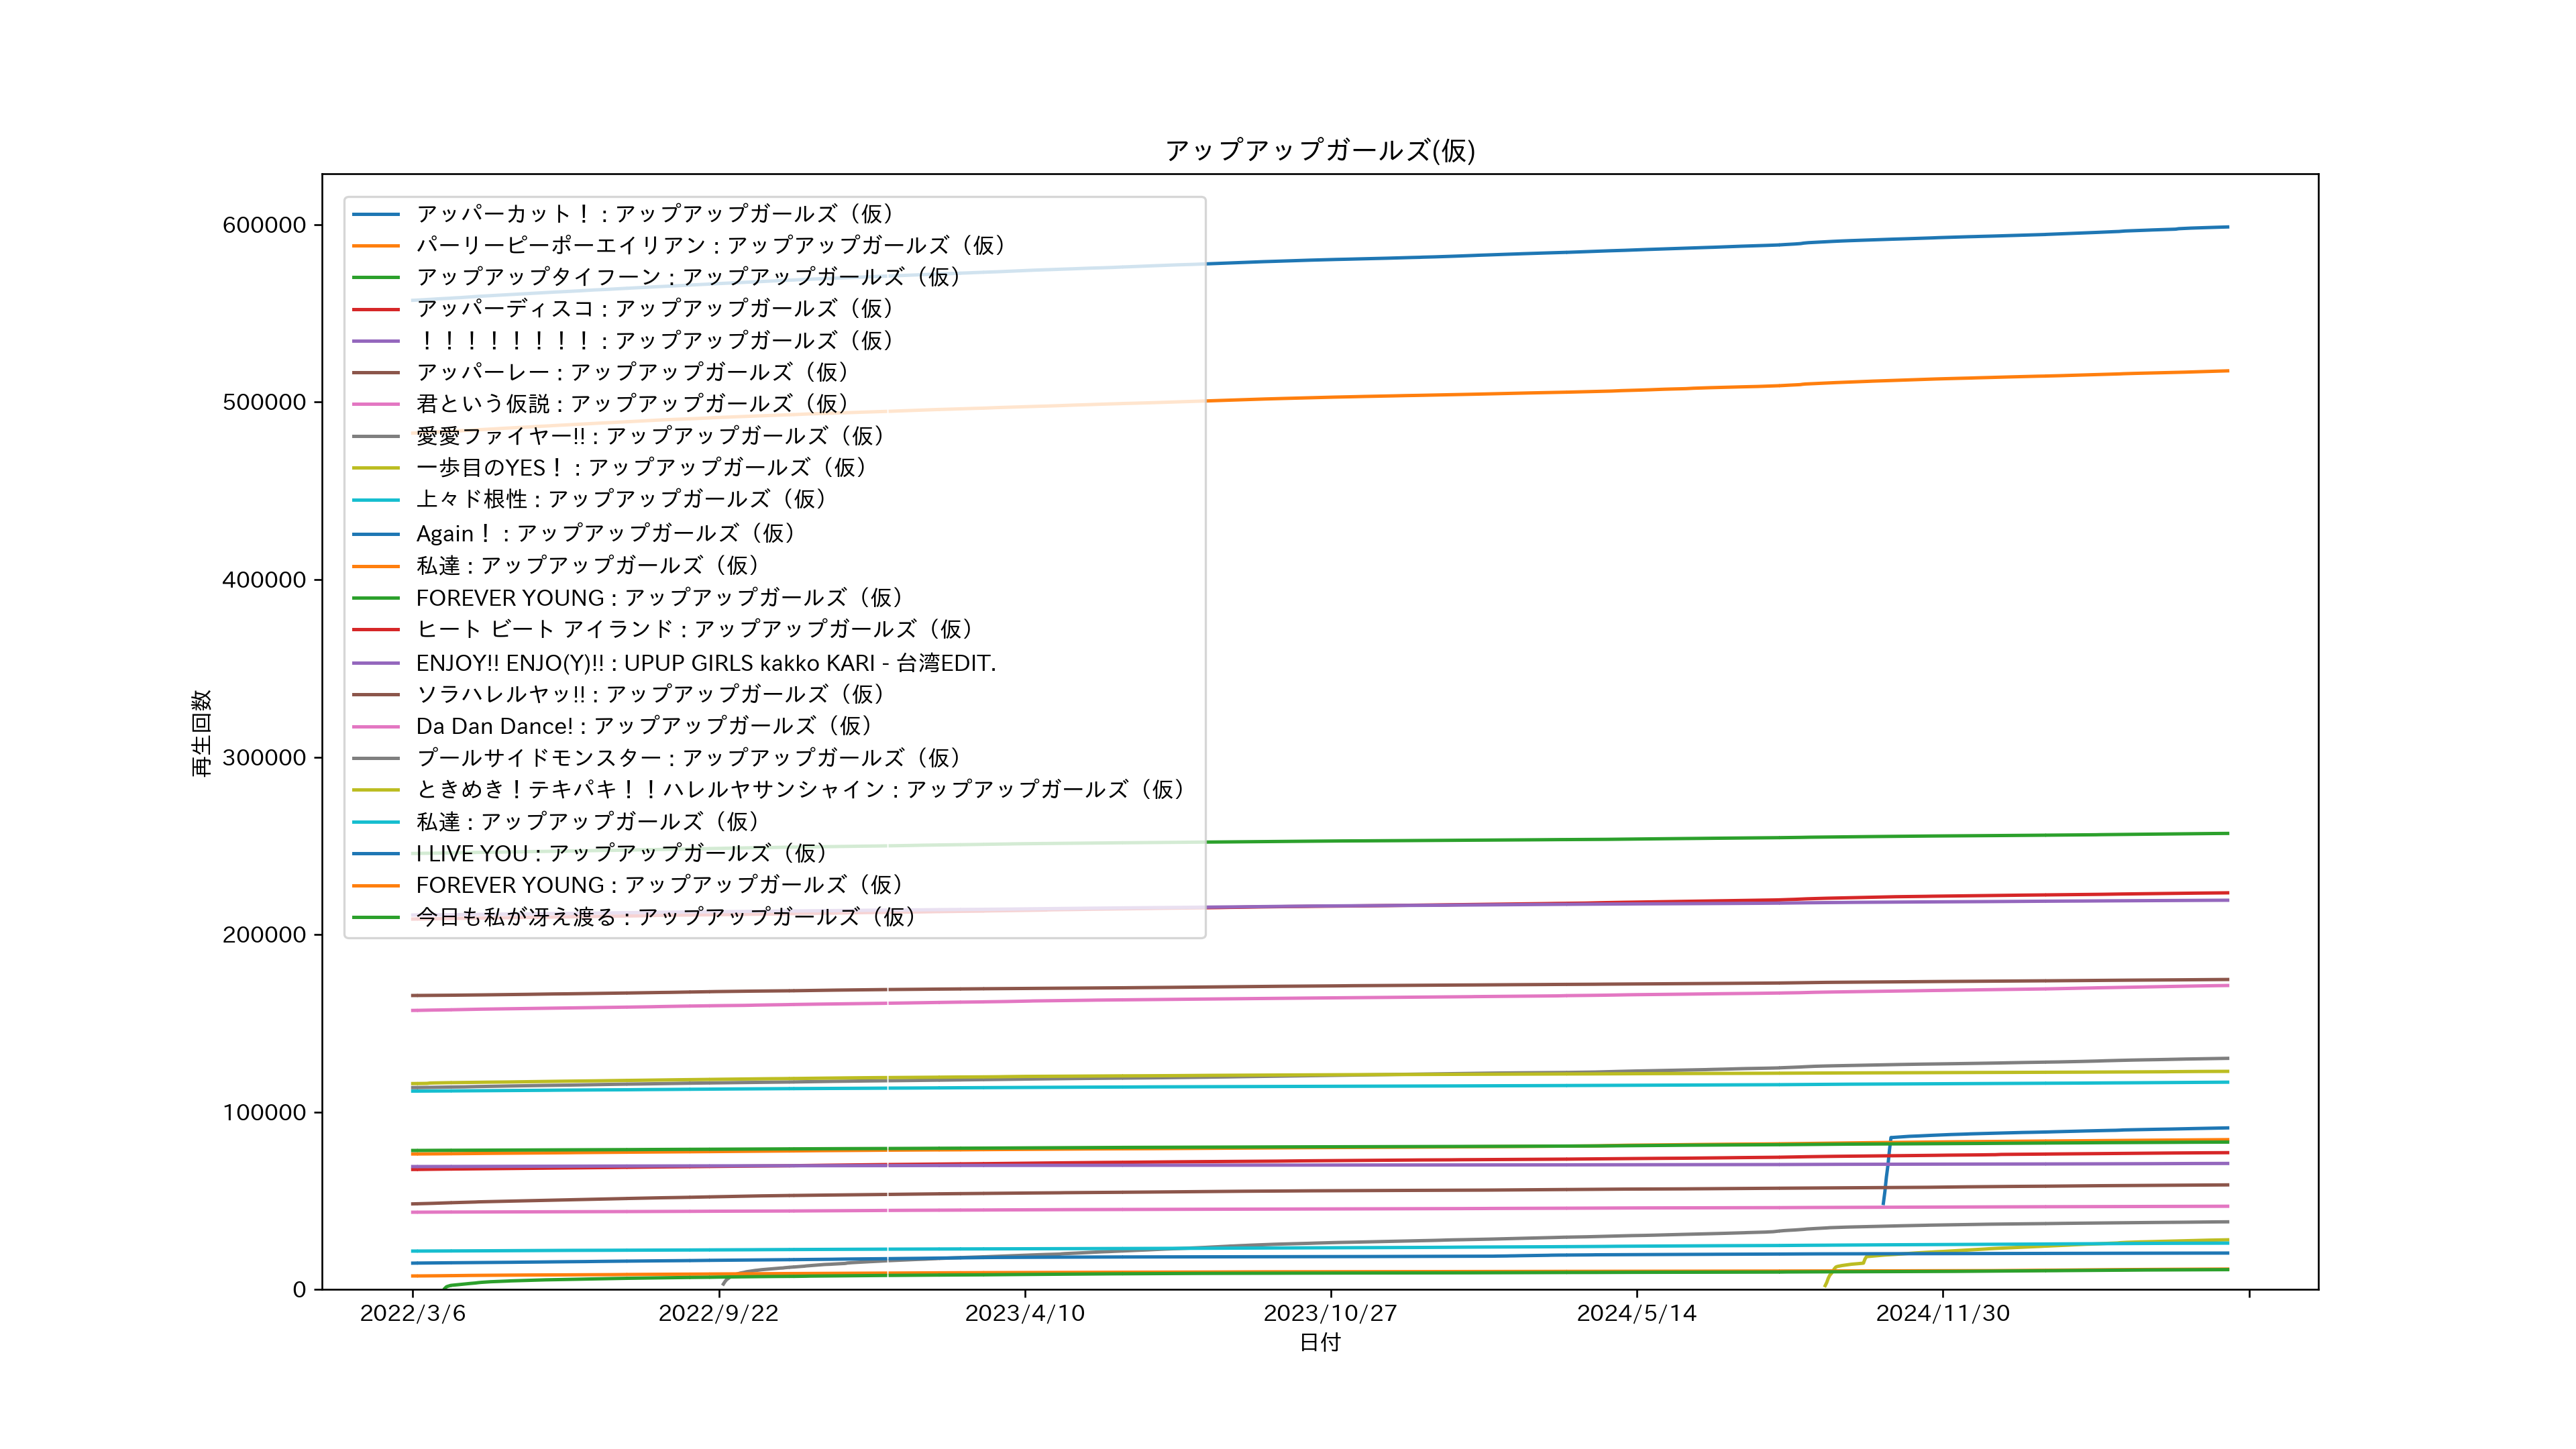 アップアップガールズ(仮)
アッパーカット！ : アップアップガールズ（仮）
パーリーピーポーエイリアン : アップアップガールズ（仮）
アップアップタイフーン : アップアップガールズ（仮）
アッパーディスコ : アップアップガールズ（仮）
！！！！！！！！ : アップアップガールズ（仮）
アッパーレー : アップアップガールズ（仮）
君という仮説 : アップアップガールズ（仮）
愛愛ファイヤー!! : アップアップガールズ（仮）
一歩目のYES！ : アップアップガールズ（仮）
上々ド根性 : アップアップガールズ（仮）
Again！ : アップアップガールズ（仮）
私達 : アップアップガールズ（仮）
FOREVER YOUNG : アップアップガールズ（仮）
ヒート ビート アイランド : アップアップガールズ（仮）
ENJOY!! ENJO(Y)!! : UPUP GIRLS kakko KARI - 台湾EDIT.
ソラハレルヤッ!! : アップアップガールズ（仮）
Da Dan Dance! : アップアップガールズ（仮）
プールサイドモンスター : アップアップガールズ（仮）
ときめき！テキパキ！！ハレルヤサンシャイン : アップアップガールズ（仮）
私達 : アップアップガールズ（仮）
I LIVE YOU : アップアップガールズ（仮）
FOREVER YOUNG : アップアップガールズ（仮）
今日も私が冴え渡る : アップアップガールズ（仮）
600000
500000
400000
300000
200000
100000
0
再生回数
2022/3/6 2022/9/22 2023/4/10 2023/10/27 2024/5/14 2024/11/30
日付